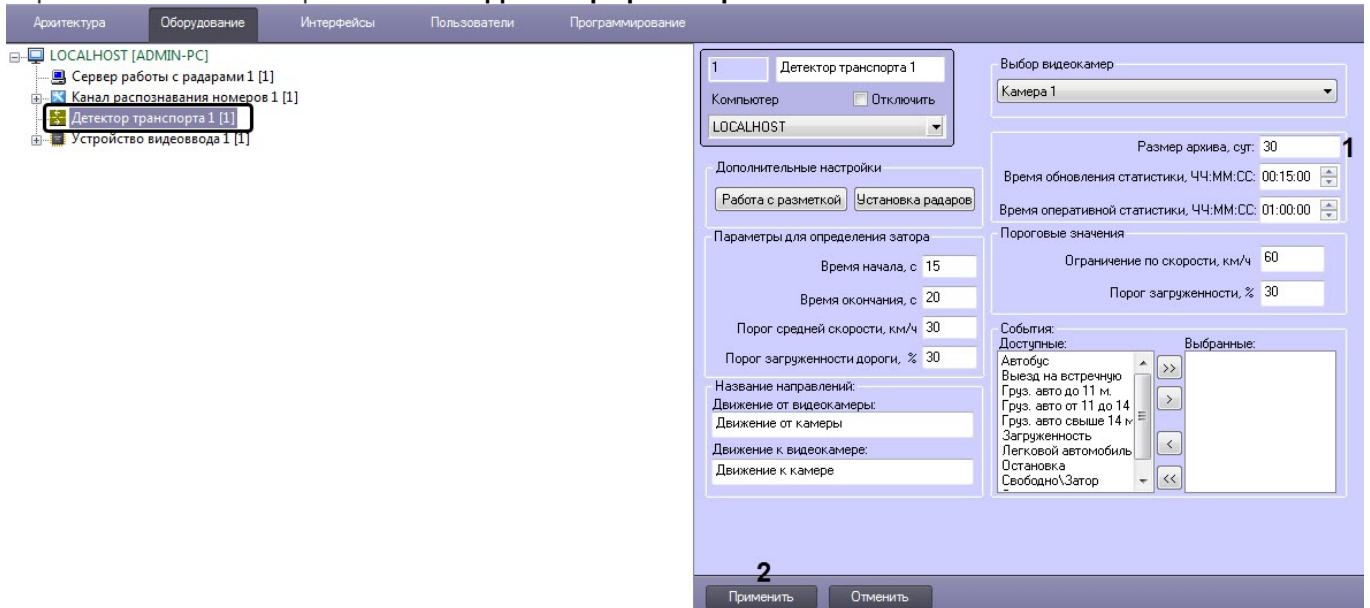 Архитектура Оборудование Интерфейсы Пользователи Программирование
LOCALHOST [ADMIN-PC]
Сервер работы с радарами 1 [1]
Канал распознавания номеров 1 [1]
Детектор транспорта 1 [1]
Устройство видеоввода 1 [1]
1 Детектор транспорта 1
Компьютер Отключить
LOCALHOST
Дополнительные настройки
Работа с разметкой Установка радаров
Параметры для определения затора
Время начала, с 15
Время окончания, с 20
Порог средней скорости, км/ч 30
Порог загруженности дороги, % 30
Название направлений:
Движение от видеокамеры:
Движение от камеры
Движение к видеокамере:
Движение к камере
Выбор видеокамер
Камера 1
Размер архива, сут: 30 1
Время обновления статистики, ЧЧ:ММ:СС: 00:15:00
Время оперативной статистики, ЧЧ:ММ:СС: 01:00:00
Пороговые значения
Ограничение по скорости, км/ч 60
Порог загруженности, % 30
События:
Доступные: Выбранные:
Автобус
Выезд на встречную
Груз. авто до 11 м.
Груз. авто от 11 до 14
Груз. авто свыше 14 м
Загруженность
Легковой автомобиль
Остановка
Свободно\Затор
>>
>
<
<<
2
Применить Отменить